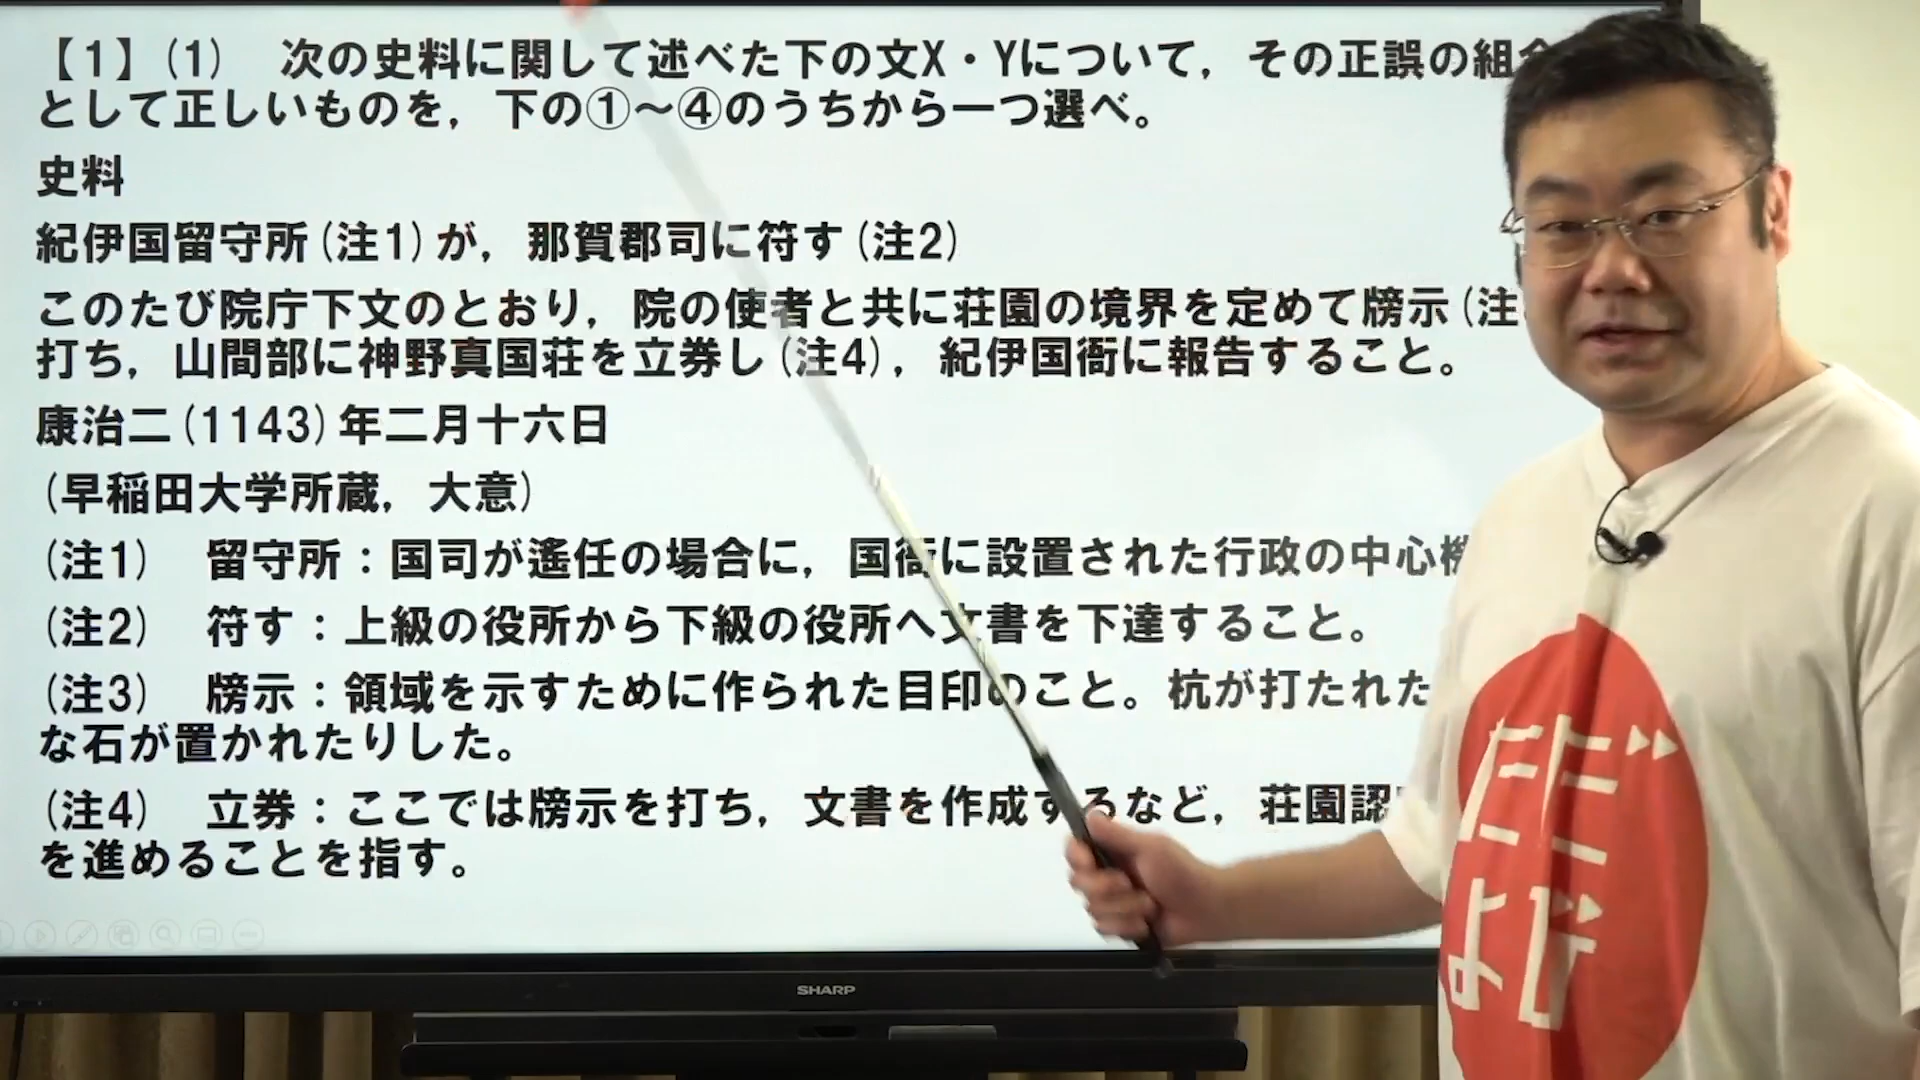 【1】(1)　次の史料に関して述べた下の文X・Yについて，その正誤の組合
として正しいものを，下の①～④のうちから一つ選べ。
史料
紀伊国留守所(注1)が，那賀郡司に符す(注2)
このたび院庁下文のとおり，院の使者と共に荘園の境界を定めて牓示(注
打ち，山間部に神野真国荘を立券し(注4)，紀伊国衙に報告すること。
康治二(1143)年二月十六日
(早稲田大学所蔵，大意)
(注1)　留守所：国司が遙任の場合に，国衙に設置された行政の中心機
(注2)　符す：上級の役所から下級の役所へ文書を下達すること。
(注3)　牓示：領域を示すために作られた目印のこと。杭が打たれた
な石が置かれたりした。
(注4)　立券：ここでは牓示を打ち，文書を作成するなど，荘園認
を進めることを指す。
SHARP